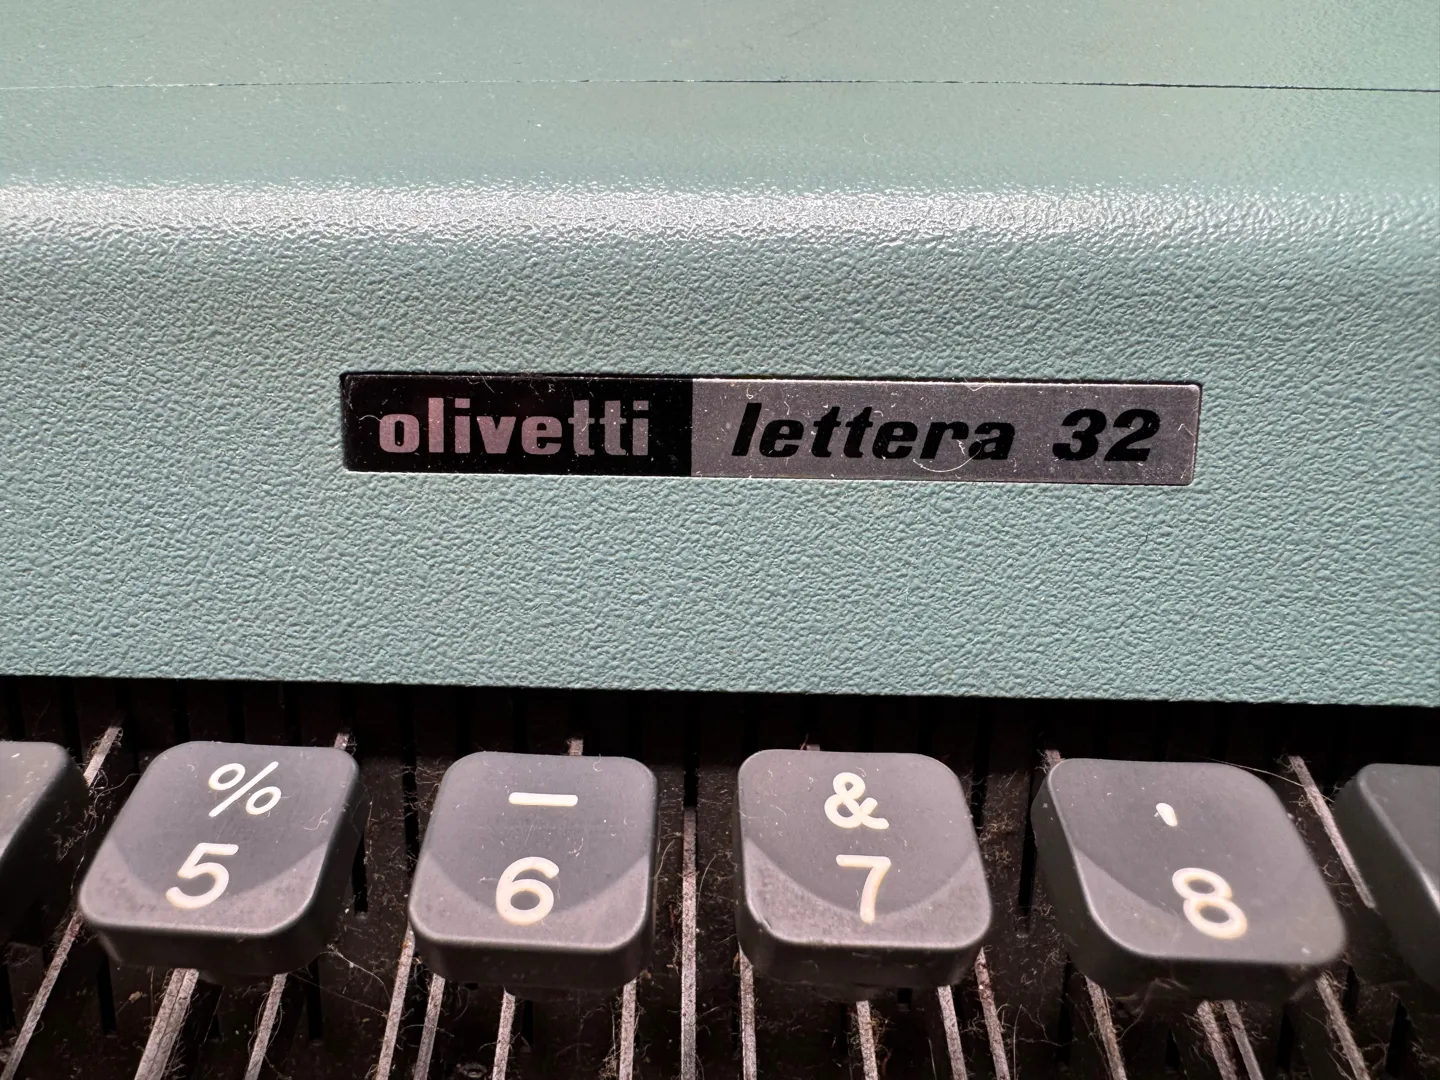 olivetti lettera 32
% — & '
5 6 7 8